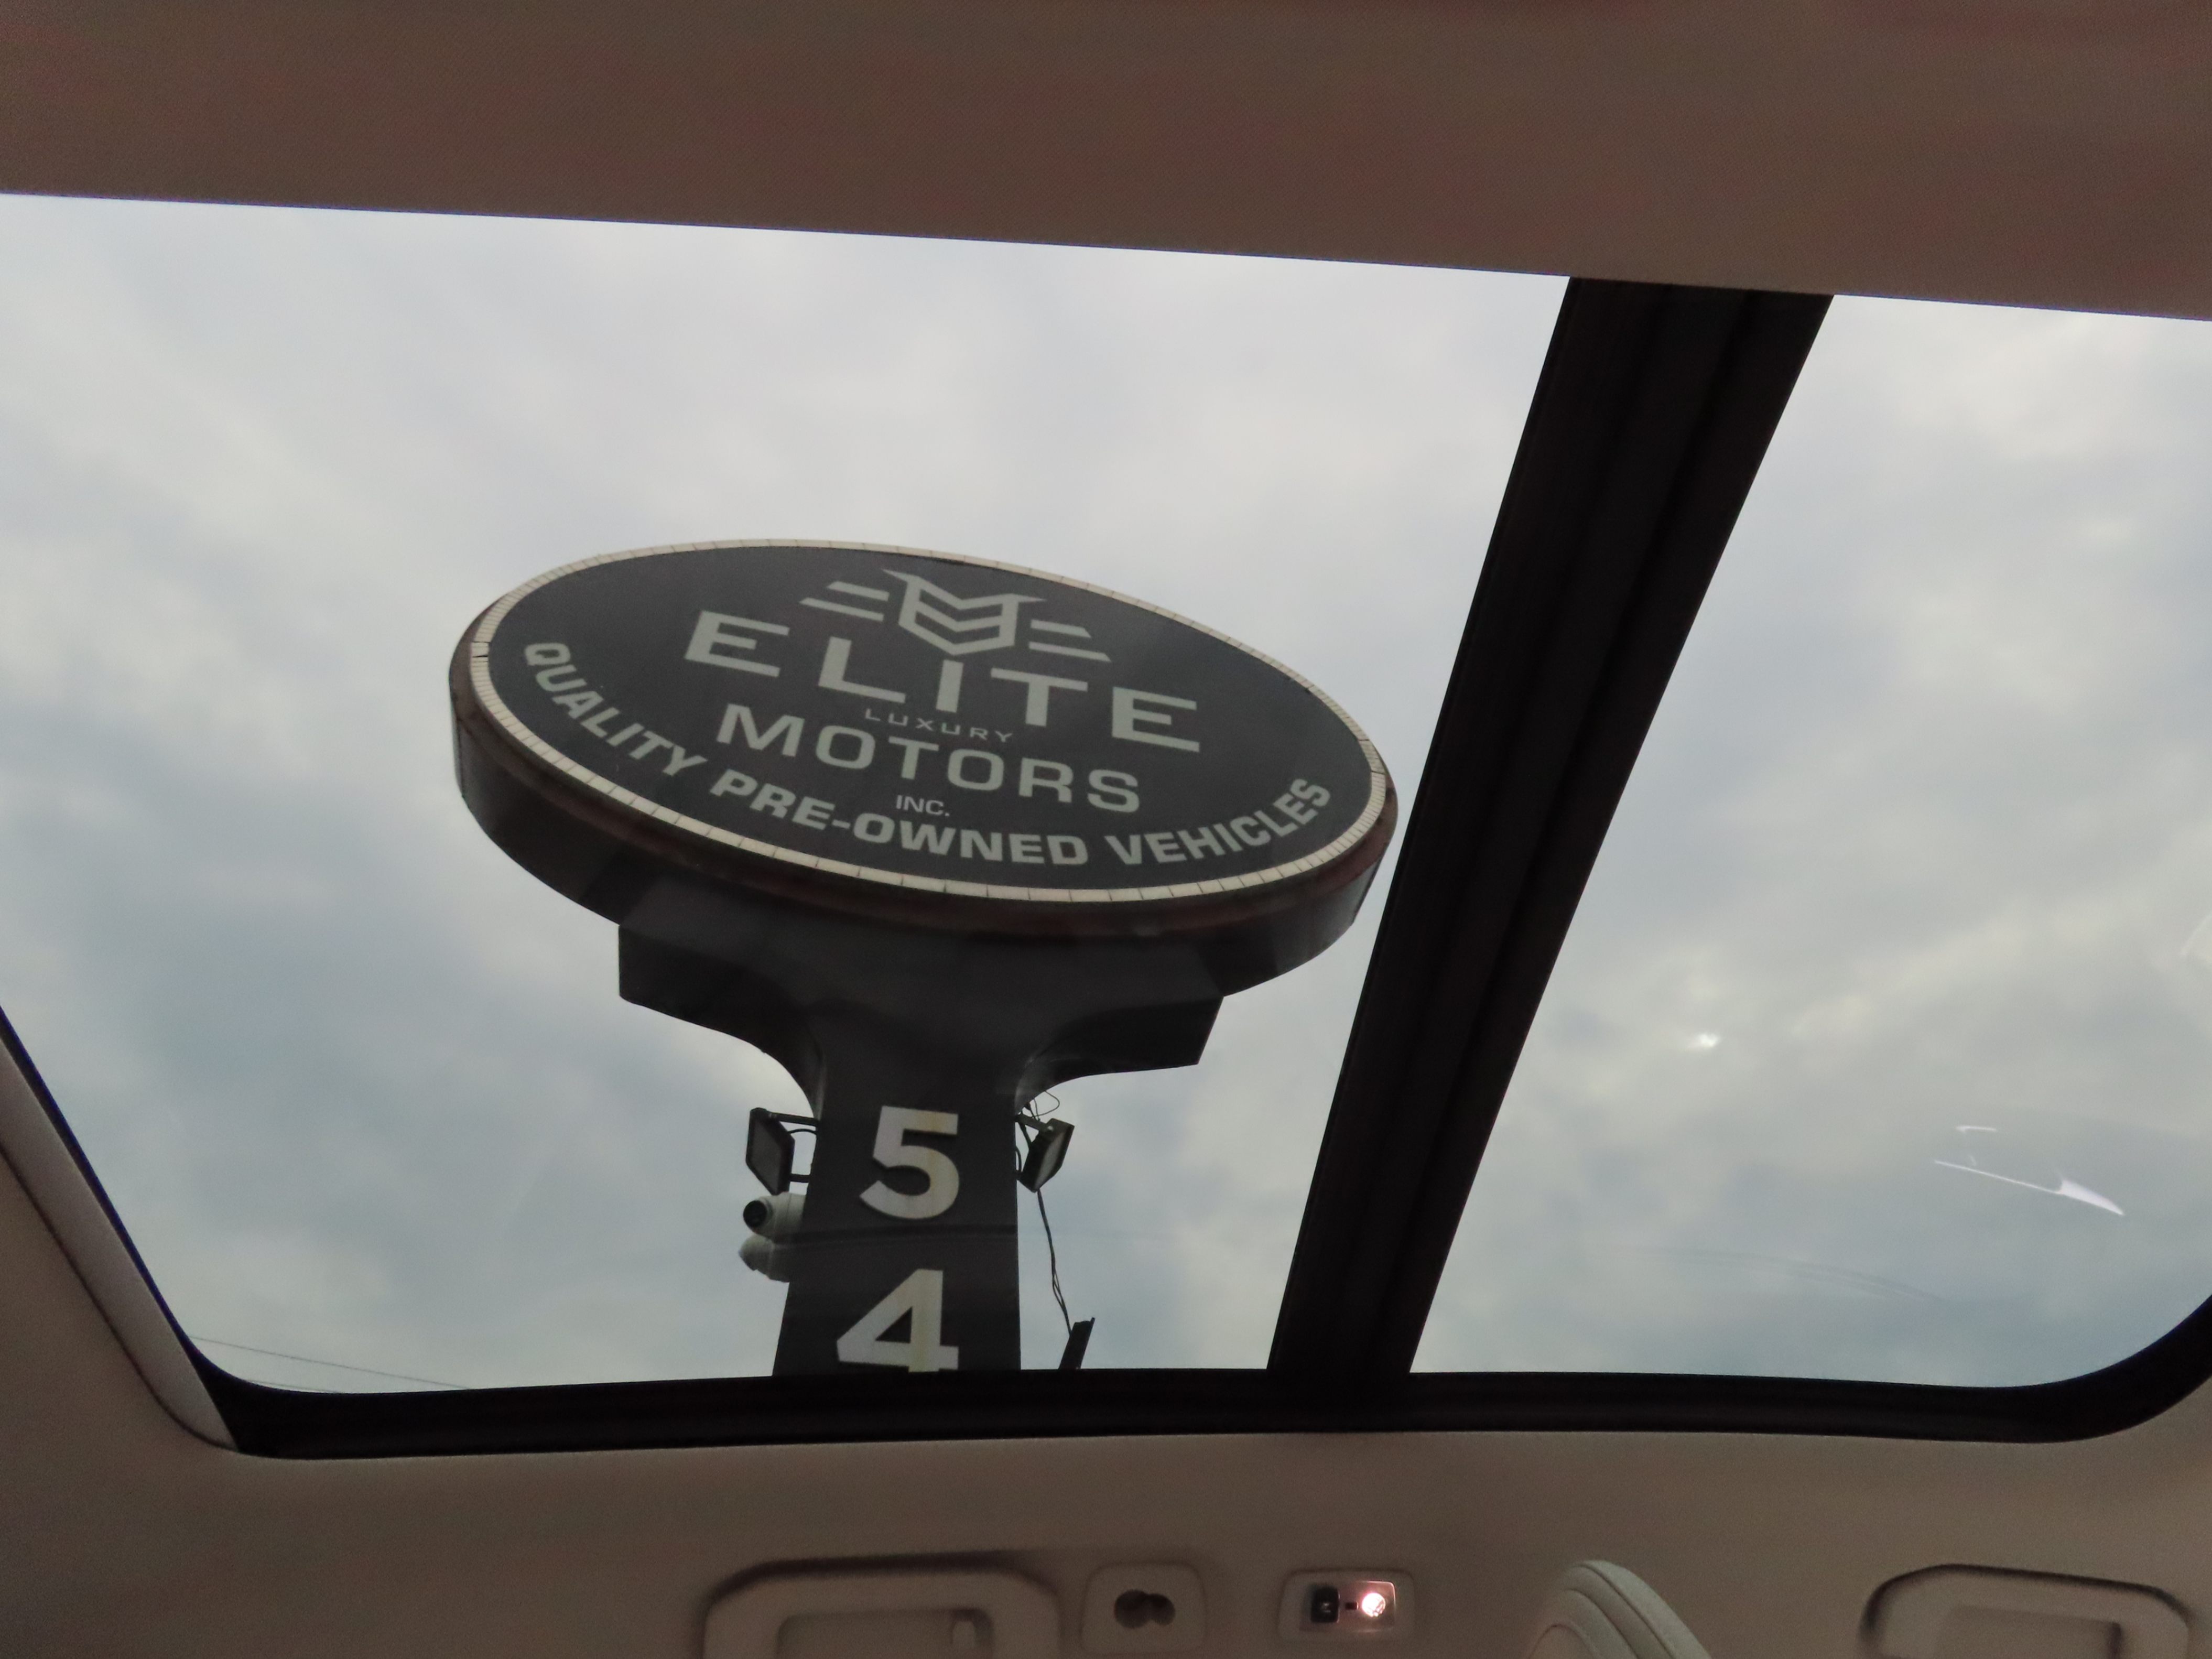 ELITE
LUXURY
MOTORS
INC.
QUALITY PRE-OWNED VEHICLES
5
4